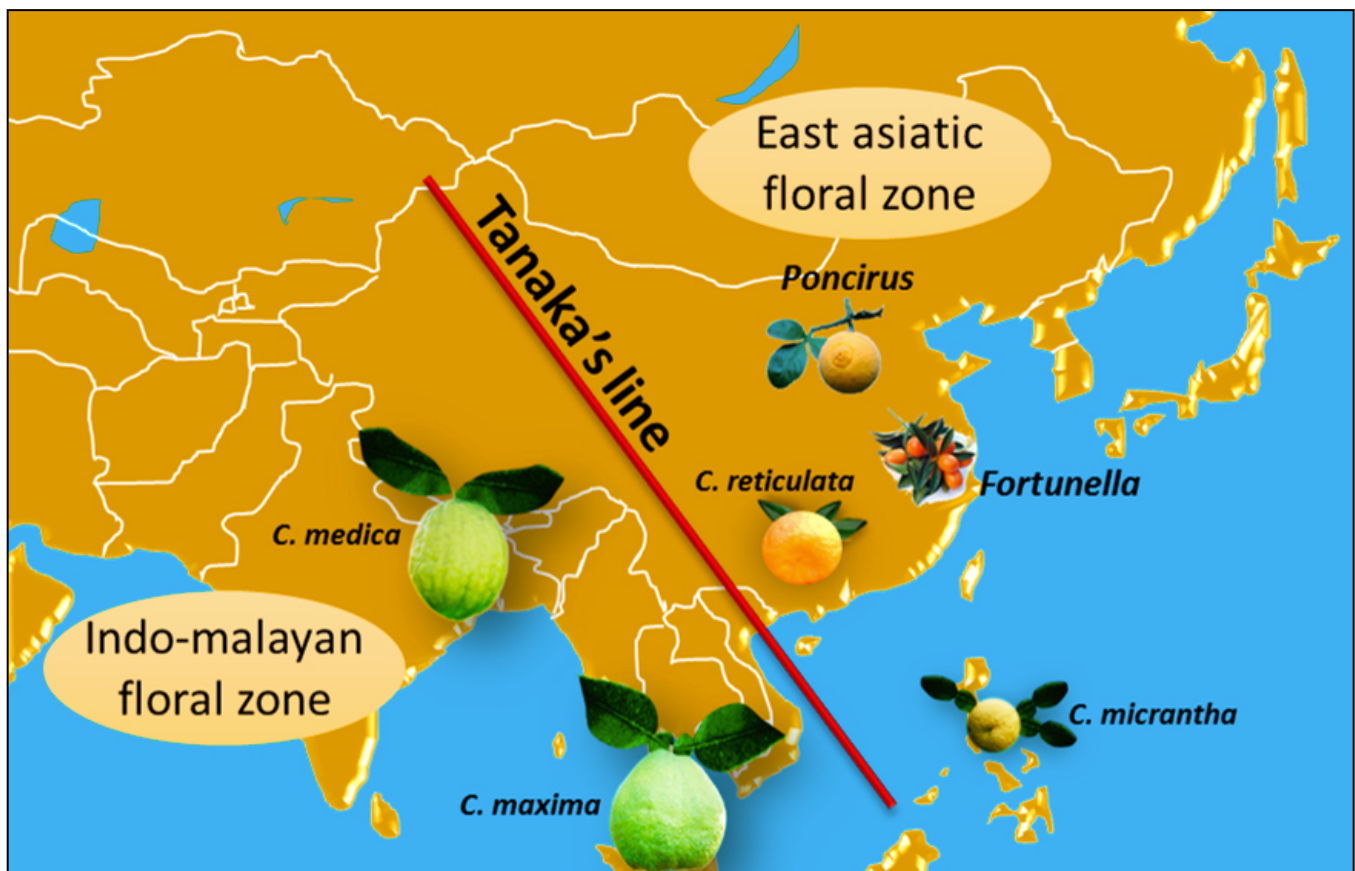 East asiatic
floral zone
Tanaka's line
Poncirus
C. reticulata
Fortunella
C. medica
Indo-malayan
floral zone
C. micrantha
C. maxima